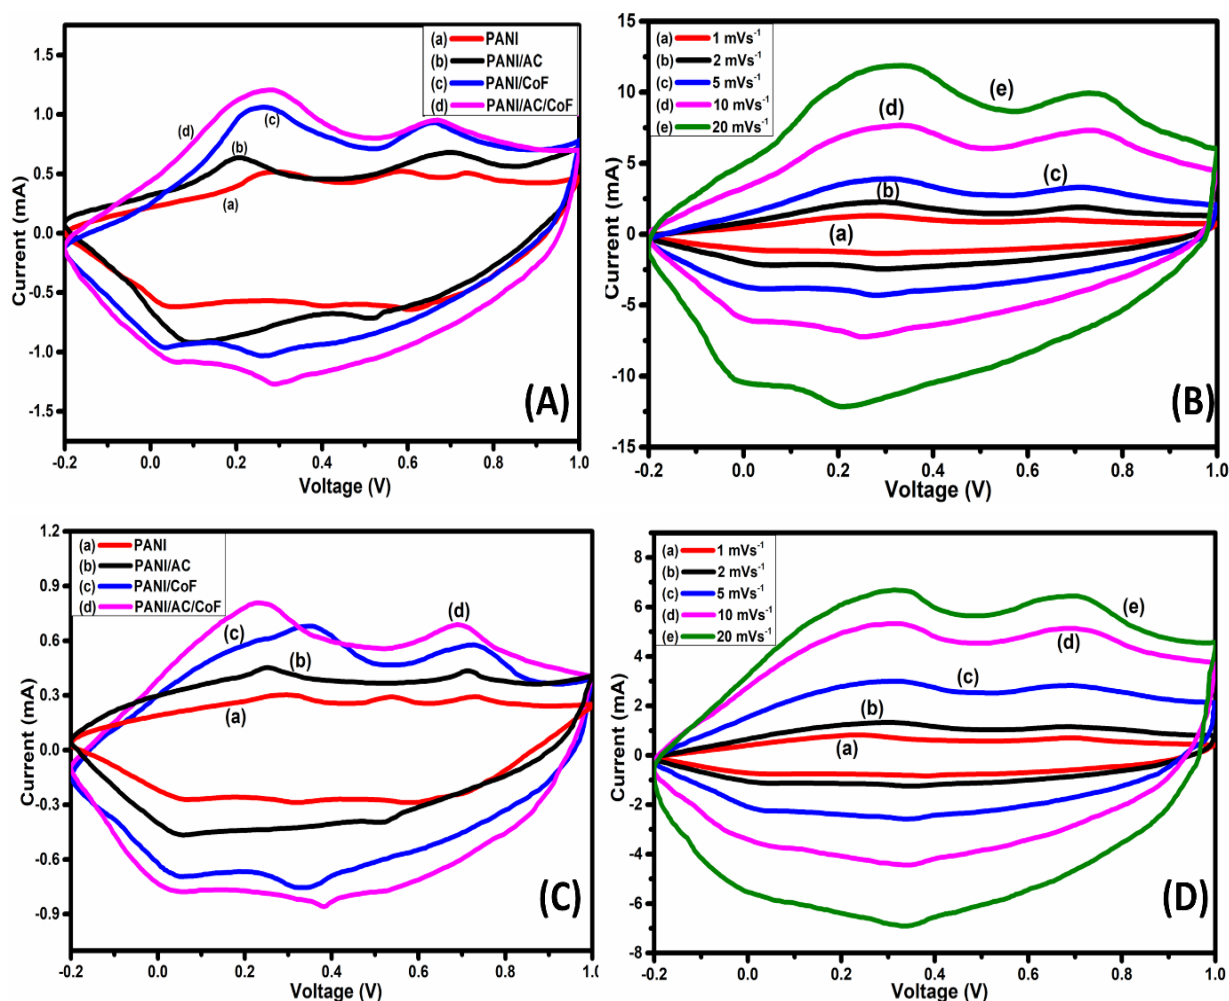 (a) PANI
(b) PANI/AC
(c) PANI/CoF
(d) PANI/AC/CoF
1.5
1.0
0.5
0.0
-0.5
-1.0
-1.5
Current (mA)
(d)
(c)
(b)
(a)
(A)
-0.2 0.0 0.2 0.4 0.6 0.8 1.0
Voltage (V)
(B)
(a) 1 mVs⁻¹
(b) 2 mVs⁻¹
(c) 5 mVs⁻¹
(d) 10 mVs⁻¹
(e) 20 mVs⁻¹
15
10
5
0
-5
-10
-15
Current (mA)
(e)
(d)
(c)
(b)
(a)
-0.2 0.0 0.2 0.4 0.6 0.8 1.0
Voltage (V)
(a) PANI
(b) PANI/AC
(c) PANI/CoF
(d) PANI/AC/CoF
1.2
0.9
0.6
0.3
0.0
-0.3
-0.6
-0.9
Current (mA)
(d)
(c)
(b)
(a)
(C)
-0.2 0.0 0.2 0.4 0.6 0.8 1.0
Voltage (V)
(a) 1 mVs⁻¹
(b) 2 mVs⁻¹
(c) 5 mVs⁻¹
(d) 10 mVs⁻¹
(e) 20 mVs⁻¹
8
6
4
2
0
-2
-4
-6
-8
Current (mA)
(e)
(d)
(c)
(b)
(a)
(D)
-0.2 0.0 0.2 0.4 0.6 0.8 1.0
Voltage (V)